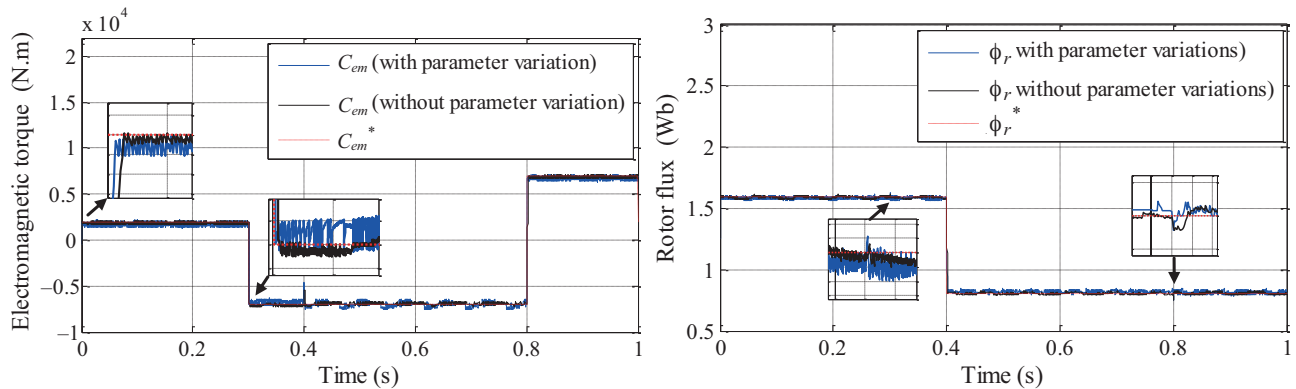 x 10⁴
Electromagnetic torque (N.m)
2
1.5
1
0.5
0
–0.5
–1
C_em (with parameter variation)
C_em (without parameter variation)
C_em*
0 0.2 0.4 0.6 0.8 1
Time (s)
Rotor flux (Wb)
3
2.5
2
1.5
1
0.5
ϕ_r with parameter variations)
ϕ_r without parameter variations)
ϕ_r*
0 0.2 0.4 0.6 0.8 1
Time (s)